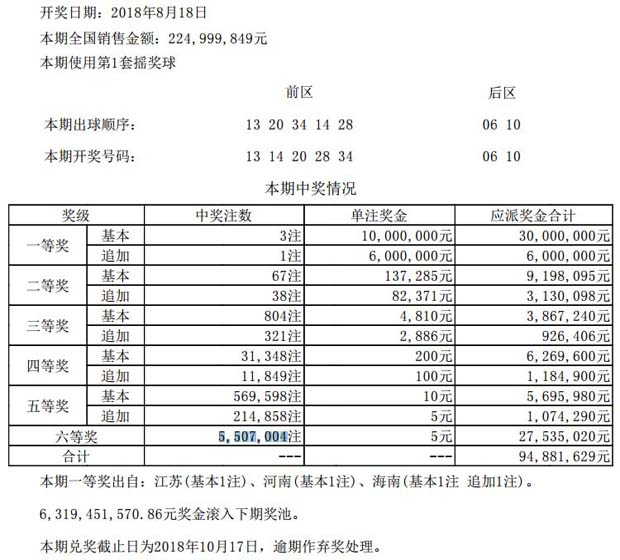 开奖日期：2018年8月18日
本期全国销售金额：224,999,849元
本期使用第1套摇奖球
前区 后区
本期出球顺序： 13 20 34 14 28 06 10
本期开奖号码： 13 14 20 28 34 06 10
本期中奖情况
奖级 中奖注数 单注奖金 应派奖金合计
一等奖 基本 3注 10,000,000元 30,000,000元
追加 1注 6,000,000元 6,000,000元
二等奖 基本 67注 137,285元 9,198,095元
追加 38注 82,371元 3,130,098元
三等奖 基本 804注 4,810元 3,867,240元
追加 321注 2,886元 926,406元
四等奖 基本 31,348注 200元 6,269,600元
追加 11,849注 100元 1,184,900元
五等奖 基本 569,598注 10元 5,695,980元
追加 214,858注 5元 1,074,290元
六等奖 5,507,004注 5元 27,535,020元
合计 --- --- 94,881,629元
本期一等奖出自：江苏(基本1注)、河南(基本1注)、海南(基本1注 追加1注)。
6,319,451,570.86元奖金滚入下期奖池。
本期兑奖截止日为2018年10月17日，逾期作弃奖处理。